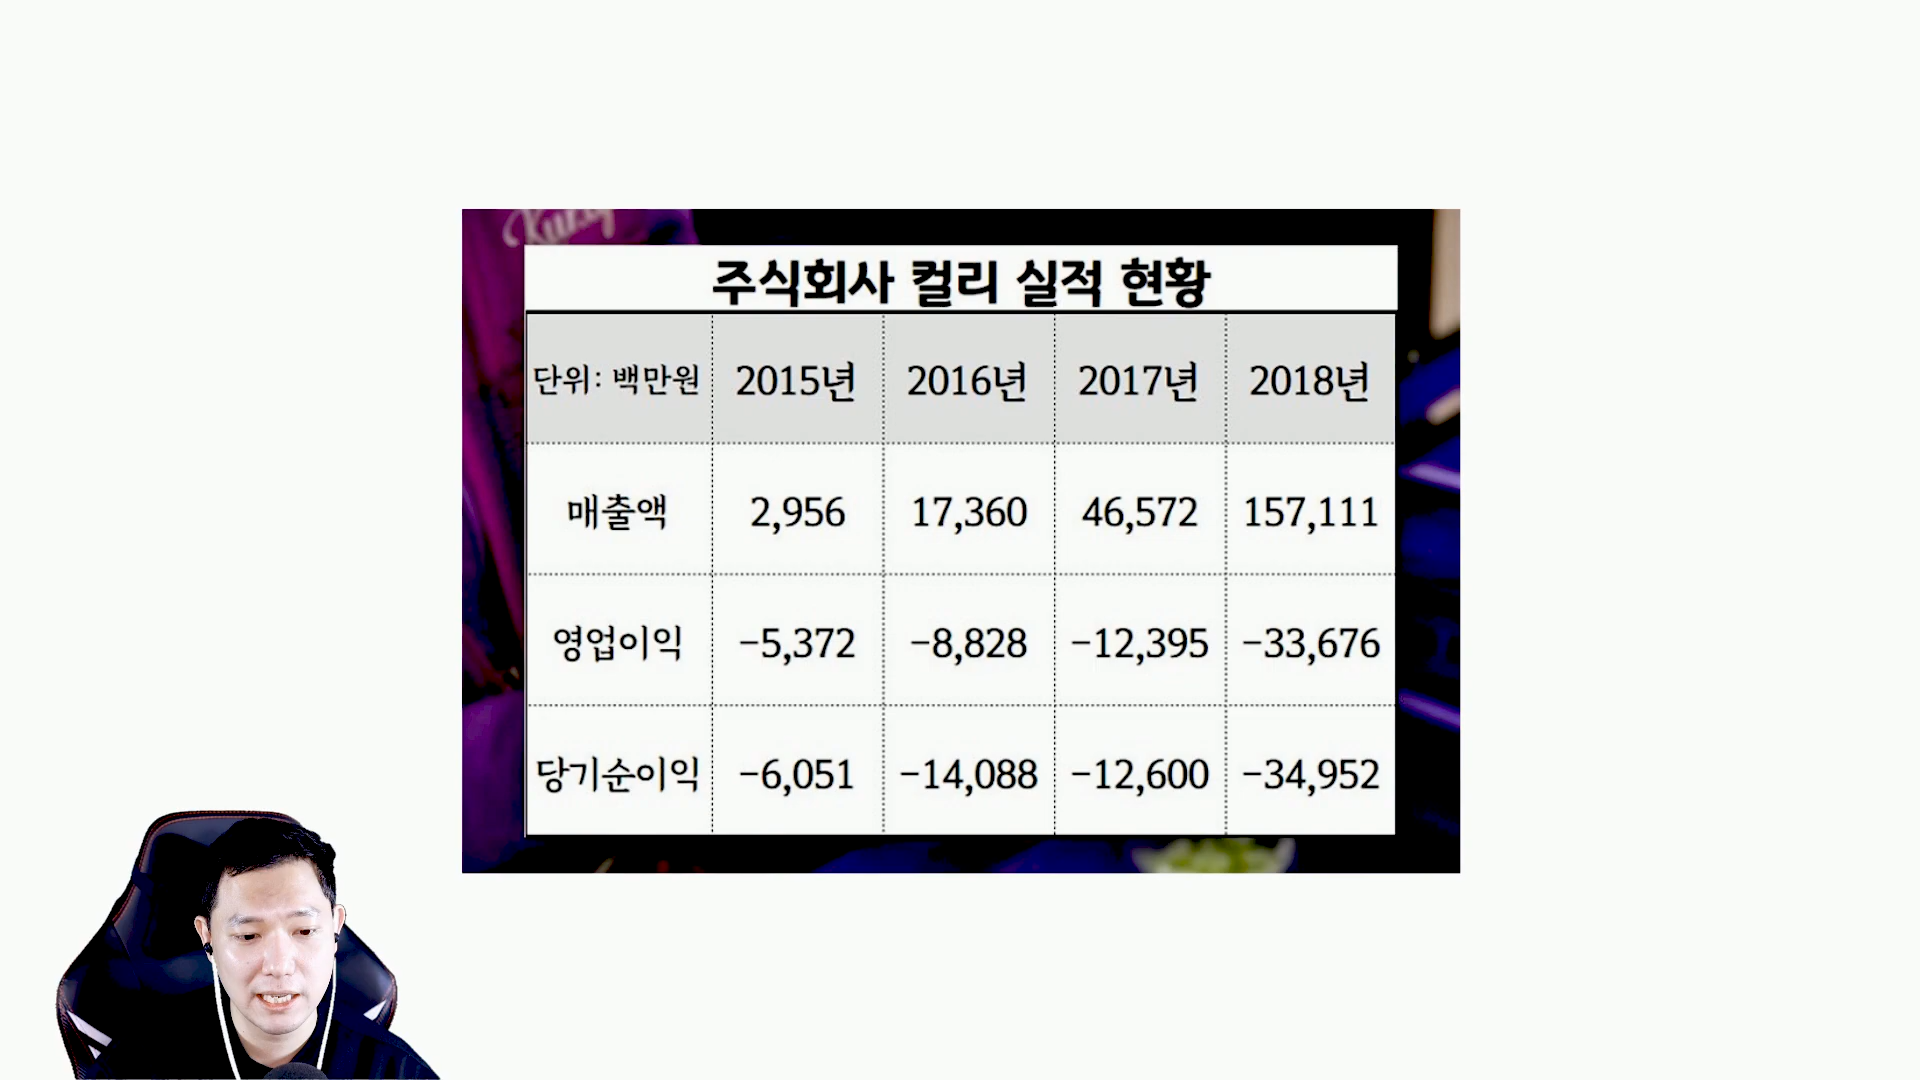 Kurly
주식회사 컬리 실적 현황
단위: 백만원 2015년 2016년 2017년 2018년
매출액 2,956 17,360 46,572 157,111
영업이익 -5,372 -8,828 -12,395 -33,676
당기순이익 -6,051 -14,088 -12,600 -34,952